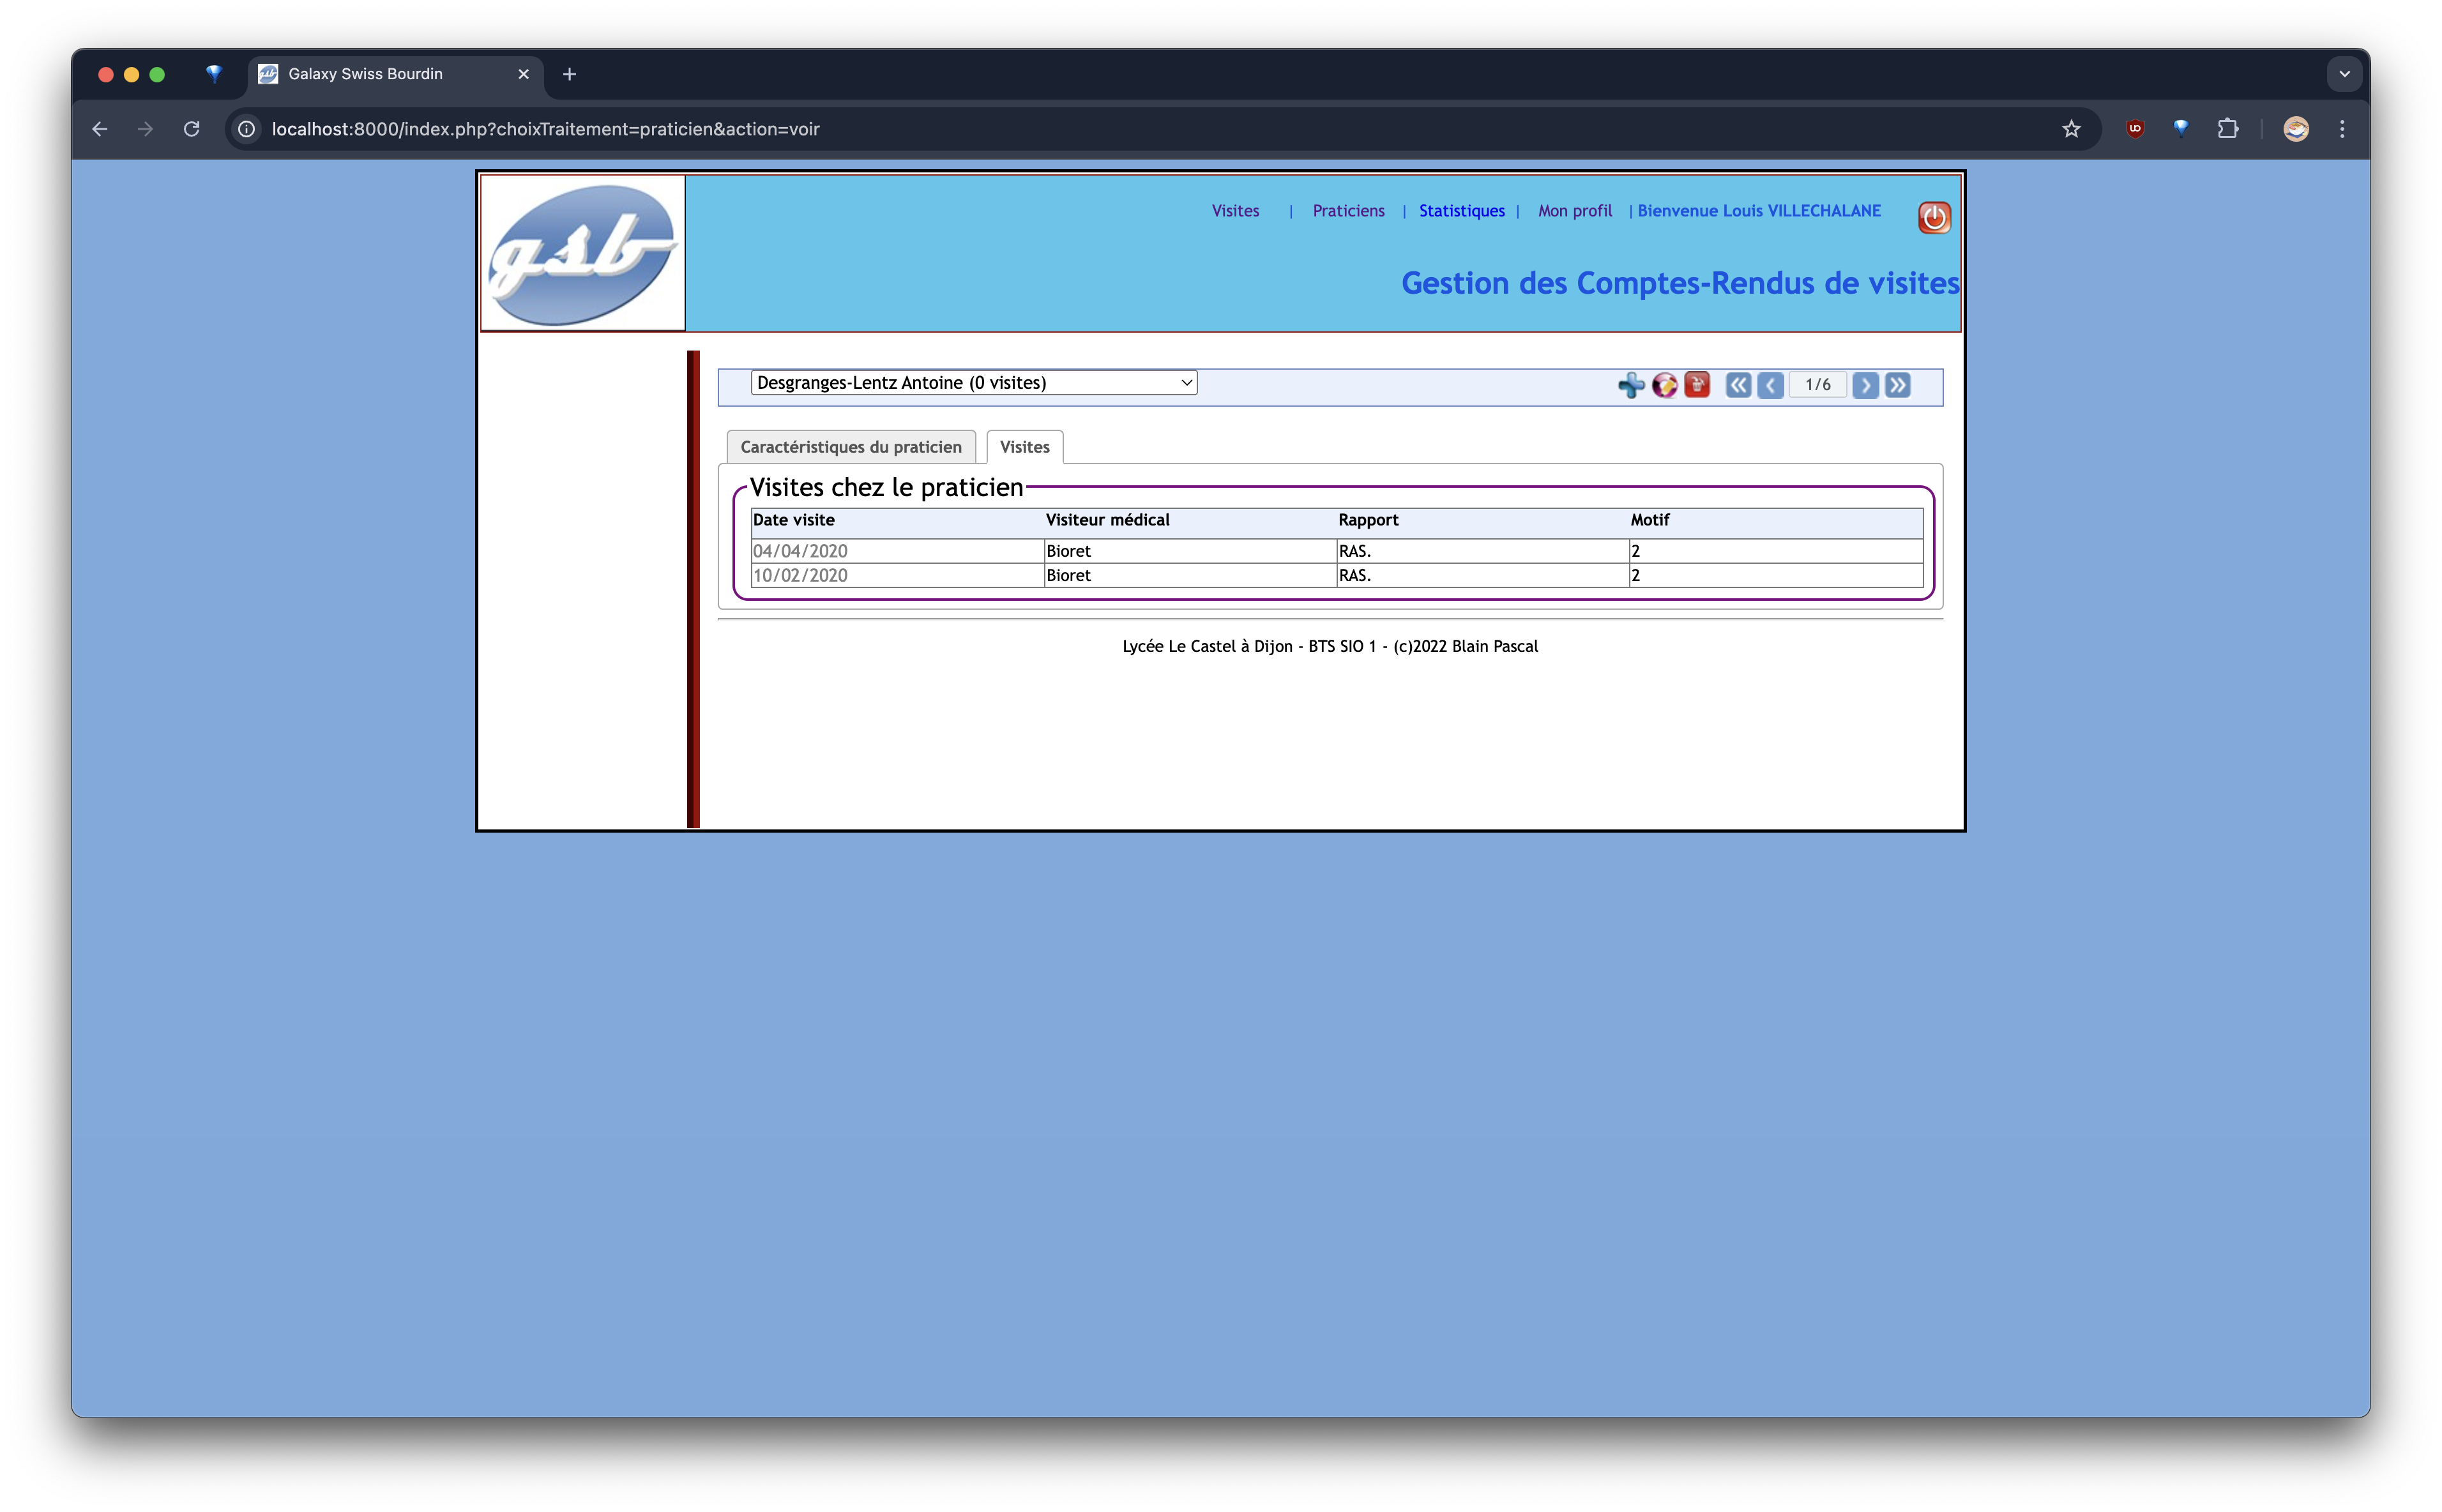 Galaxy Swiss Bourdin
localhost:8000/index.php?choixTraitement=praticien&action=voir
gsb
Visites | Praticiens | Statistiques | Mon profil | Bienvenue Louis VILLECHALANE
Gestion des Comptes-Rendus de visites
Desgranges-Lentz Antoine (0 visites) 1/6
Caractéristiques du praticien Visites
Visites chez le praticien
Date visite Visiteur médical Rapport Motif
04/04/2020 Bioret RAS. 2
10/02/2020 Bioret RAS. 2
Lycée Le Castel à Dijon - BTS SIO 1 - (c)2022 Blain Pascal